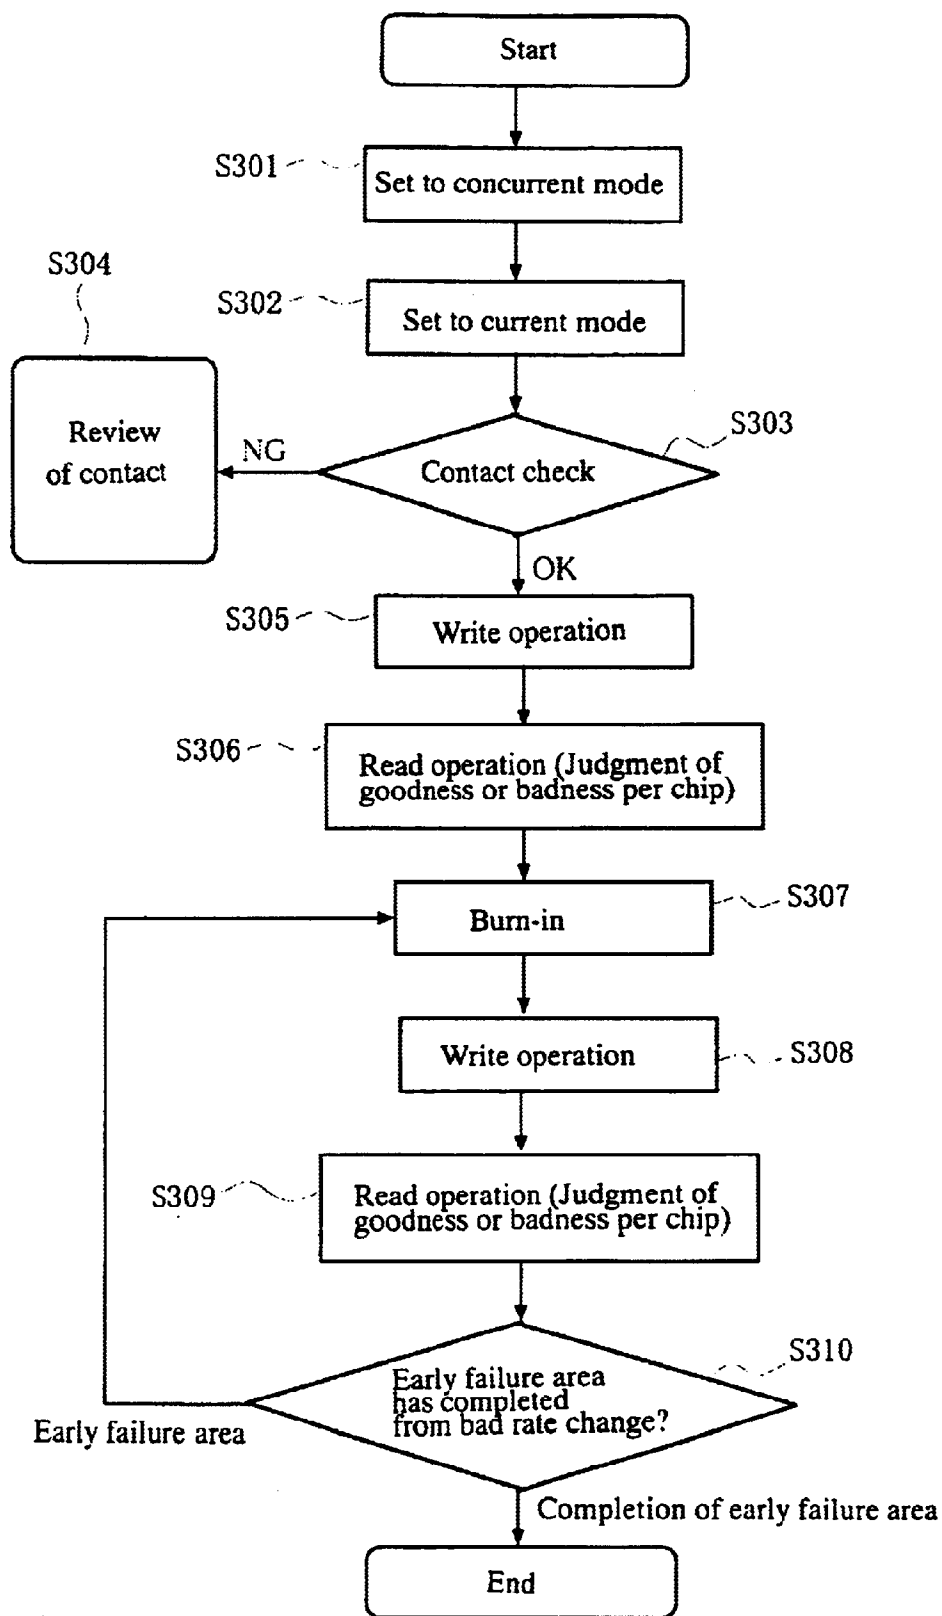 Start
S301
Set to concurrent mode
S304
S302
Set to current mode
S303
Review
of contact
NG
Contact check
OK
S305
Write operation
S306
Read operation (Judgment of
goodness or badness per chip)
S307
Burn-in
S308
Write operation
S309
Read operation (Judgment of
goodness or badness per chip)
S310
Early failure area
has completed
from bad rate change?
Early failure area
Completion of early failure area
End